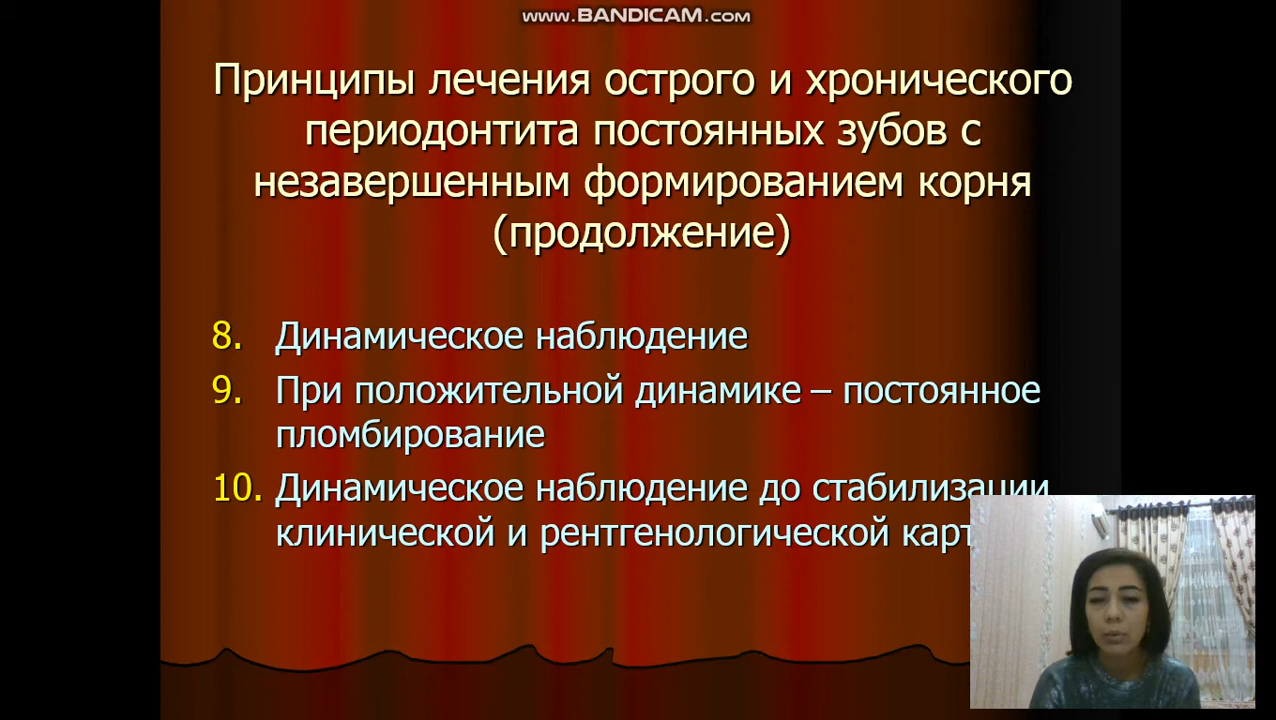 www.BANDICAM.com
Принципы лечения острого и хронического
периодонтита постоянных зубов с
незавершенным формированием корня
(продолжение)
8. Динамическое наблюдение
9. При положительной динамике – постоянное
пломбирование
10. Динамическое наблюдение до стабилизации
клинической и рентгенологической